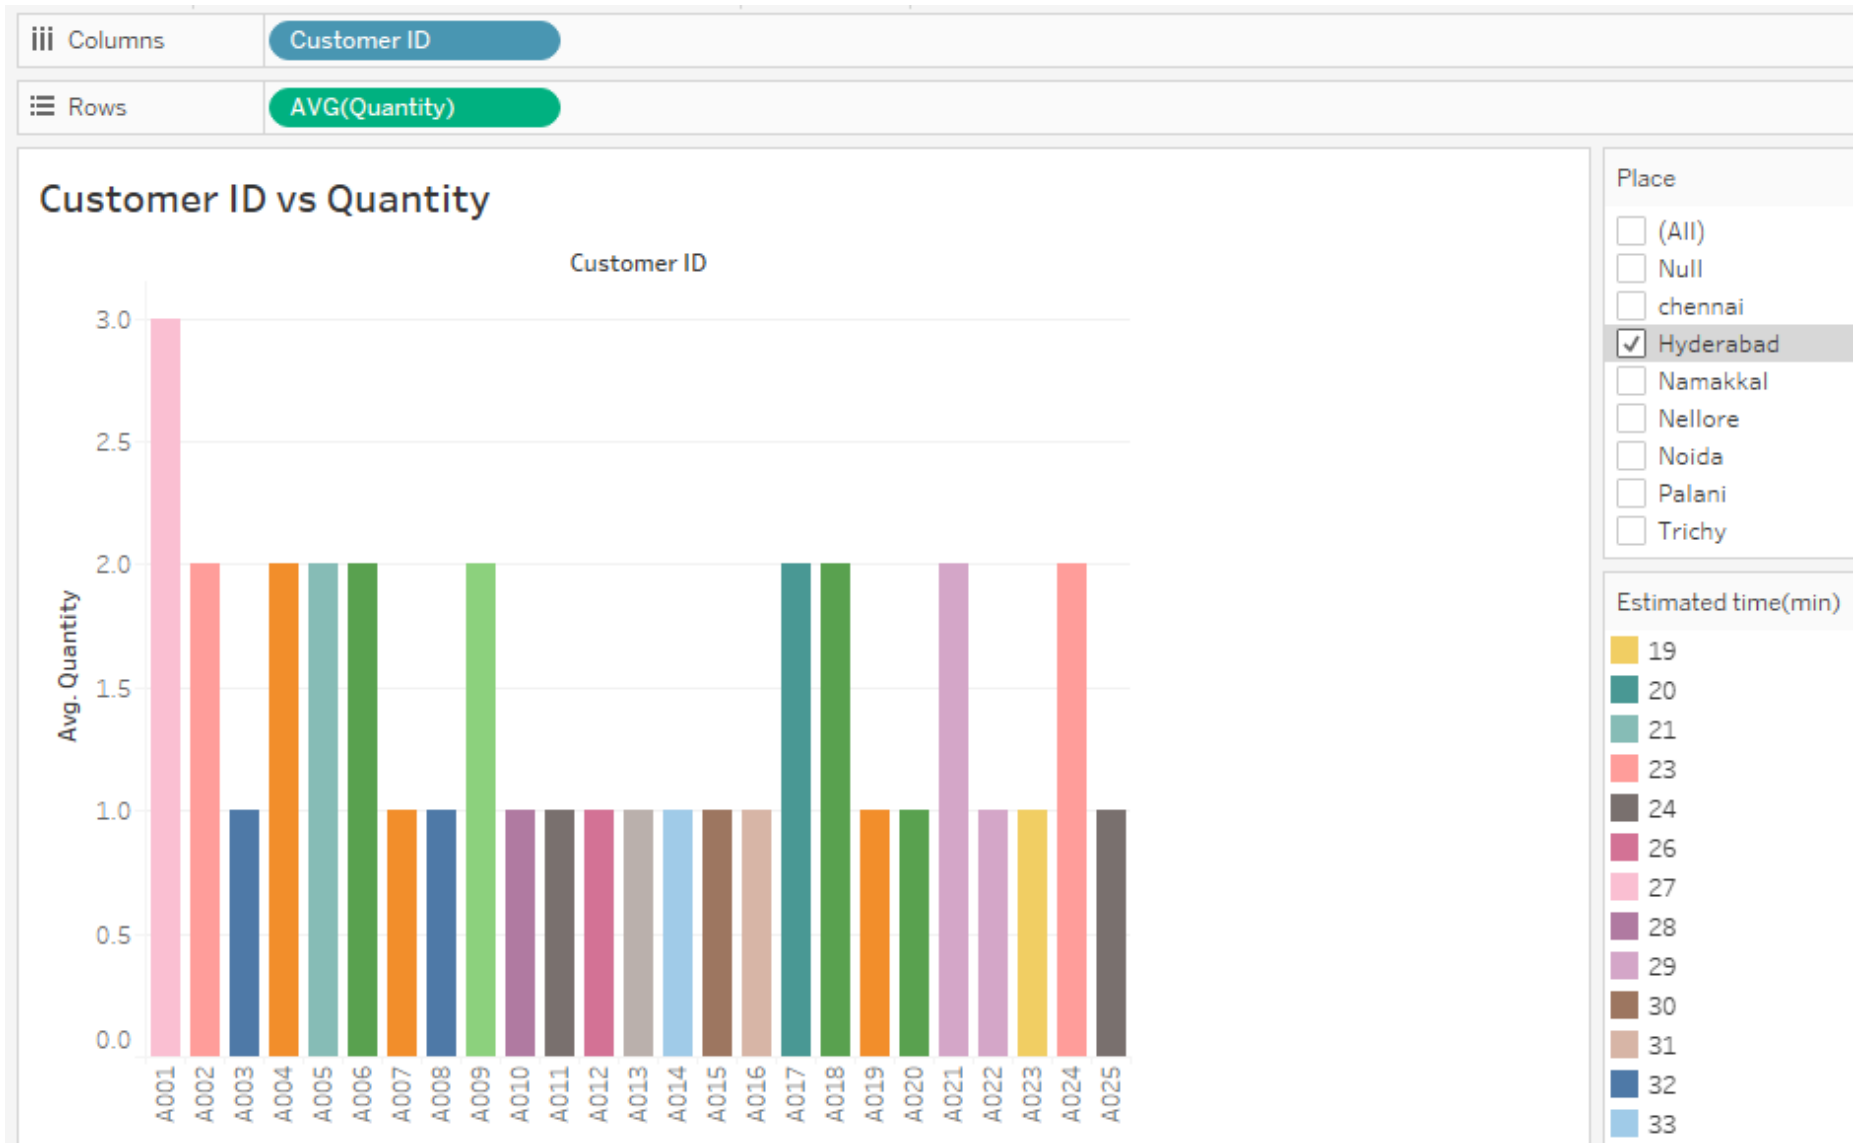 Columns
Customer ID
Rows
AVG(Quantity)
Customer ID vs Quantity
Customer ID
3.0
2.5
2.0
1.5
1.0
0.5
0.0
Avg. Quantity
A001
A002
A003
A004
A005
A006
A007
A008
A009
A010
A011
A012
A013
A014
A015
A016
A017
A018
A019
A020
A021
A022
A023
A024
A025
Place
(All)
Null
chennai
Hyderabad
Namakkal
Nellore
Noida
Palani
Trichy
Estimated time(min)
19
20
21
23
24
26
27
28
29
30
31
32
33